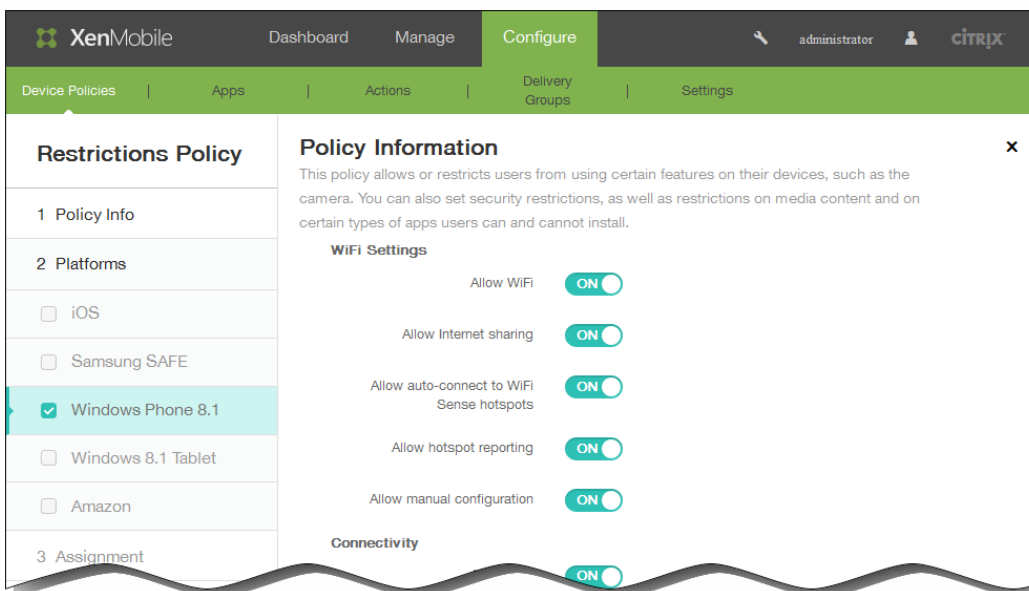 XenMobile Dashboard Manage Configure administrator CİTRIX
Device Policies | Apps | Actions | Delivery Groups | Settings
Restrictions Policy
1 Policy Info
2 Platforms
iOS
Samsung SAFE
Windows Phone 8.1
Windows 8.1 Tablet
Amazon
3 Assignment
Policy Information
This policy allows or restricts users from using certain features on their devices, such as the
camera. You can also set security restrictions, as well as restrictions on media content and on
certain types of apps users can and cannot install.
WiFi Settings
Allow WiFi ON
Allow Internet sharing ON
Allow auto-connect to WiFi
Sense hotspots ON
Allow hotspot reporting ON
Allow manual configuration ON
Connectivity
ON